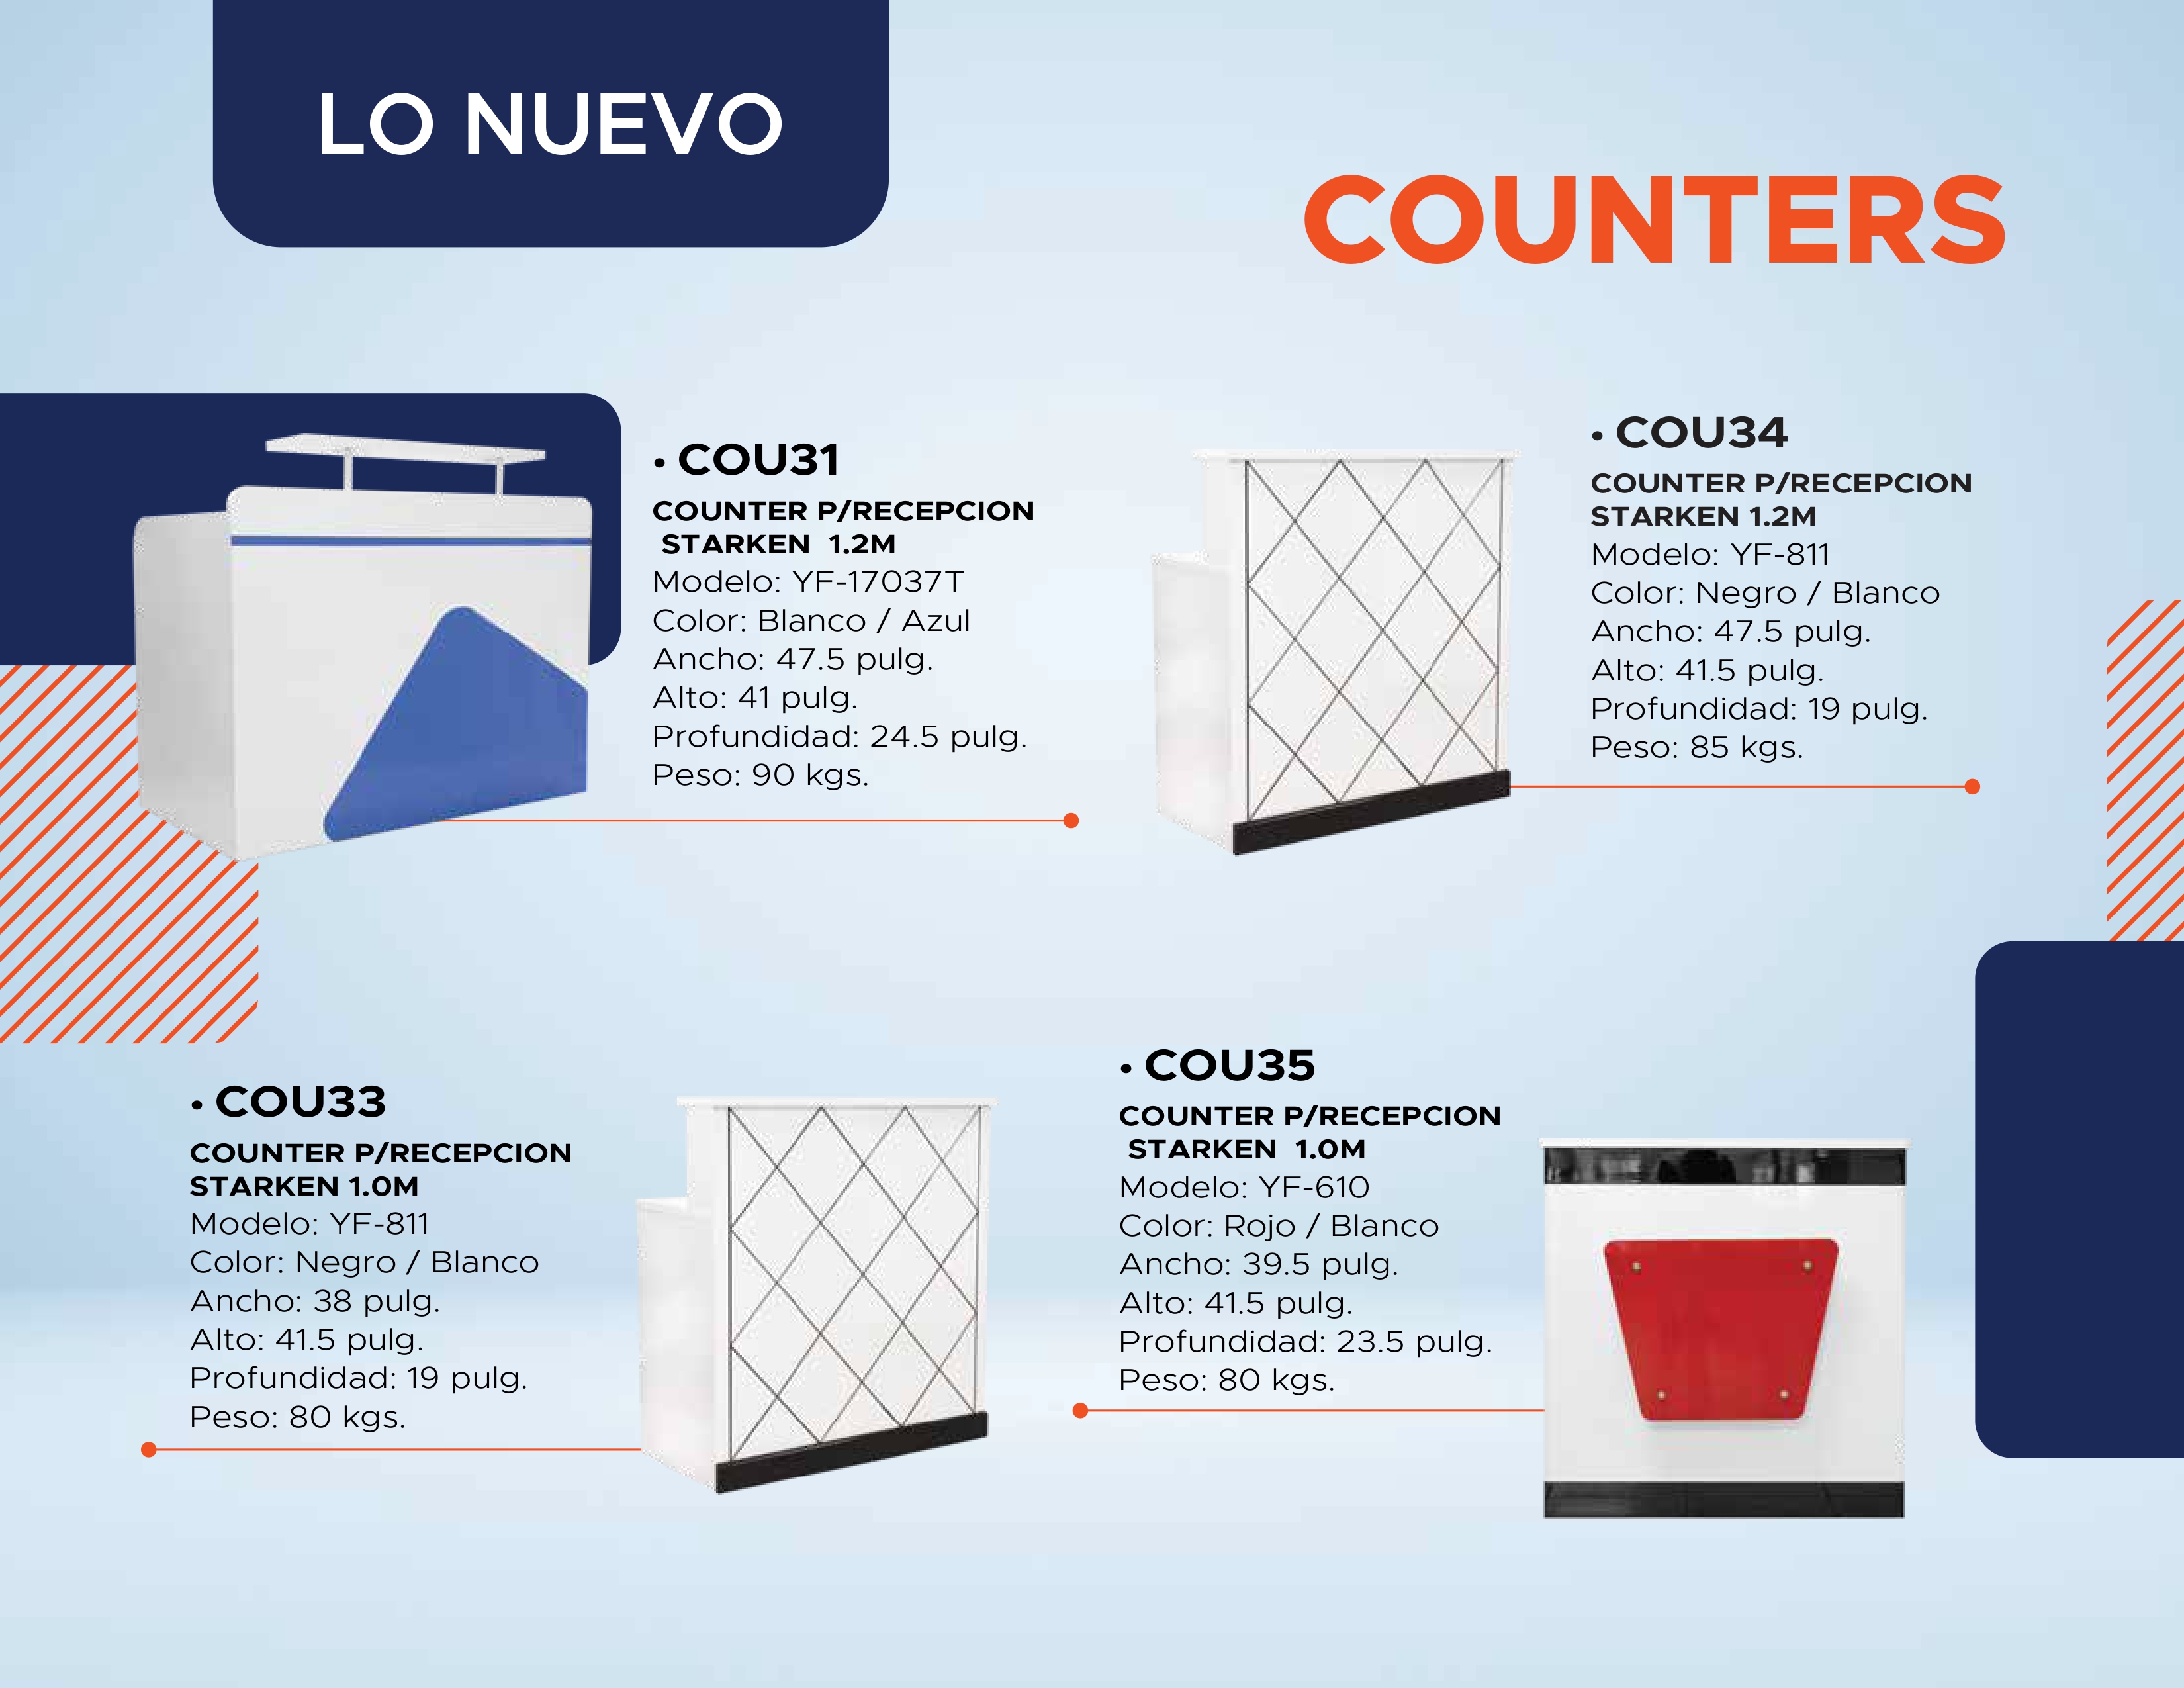 LO NUEVO
COUNTERS
• COU31
COUNTER P/RECEPCION
STARKEN 1.2M
Modelo: YF-17037T
Color: Blanco / Azul
Ancho: 47.5 pulg.
Alto: 41 pulg.
Profundidad: 24.5 pulg.
Peso: 90 kgs.
• COU34
COUNTER P/RECEPCION
STARKEN 1.2M
Modelo: YF-811
Color: Negro / Blanco
Ancho: 47.5 pulg.
Alto: 41.5 pulg.
Profundidad: 19 pulg.
Peso: 85 kgs.
• COU33
COUNTER P/RECEPCION
STARKEN 1.0M
Modelo: YF-811
Color: Negro / Blanco
Ancho: 38 pulg.
Alto: 41.5 pulg.
Profundidad: 19 pulg.
Peso: 80 kgs.
• COU35
COUNTER P/RECEPCION
STARKEN 1.0M
Modelo: YF-610
Color: Rojo / Blanco
Ancho: 39.5 pulg.
Alto: 41.5 pulg.
Profundidad: 23.5 pulg.
Peso: 80 kgs.